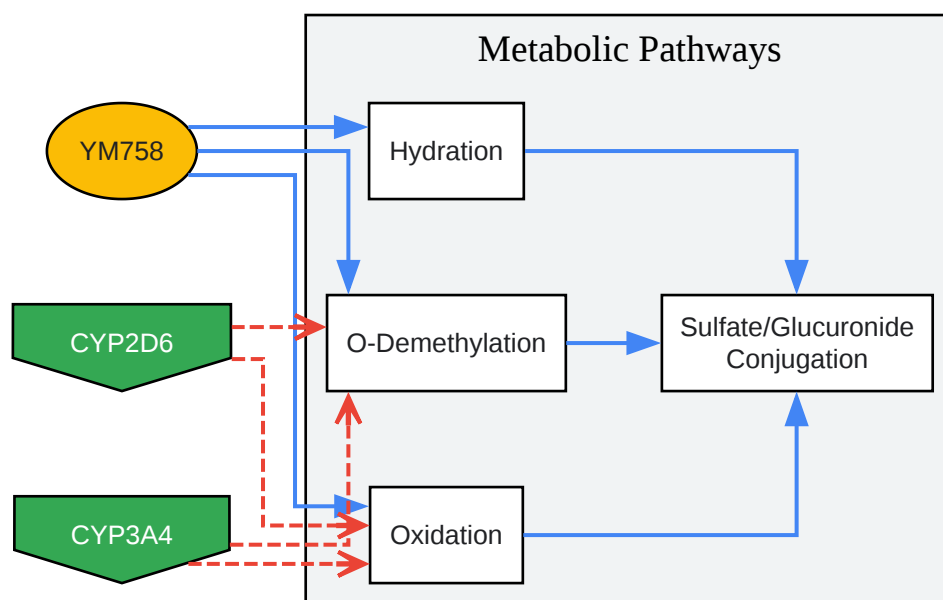 Metabolic Pathways
YM758
Hydration
CYP2D6
O-Demethylation
Sulfate/Glucuronide
Conjugation
CYP3A4
Oxidation